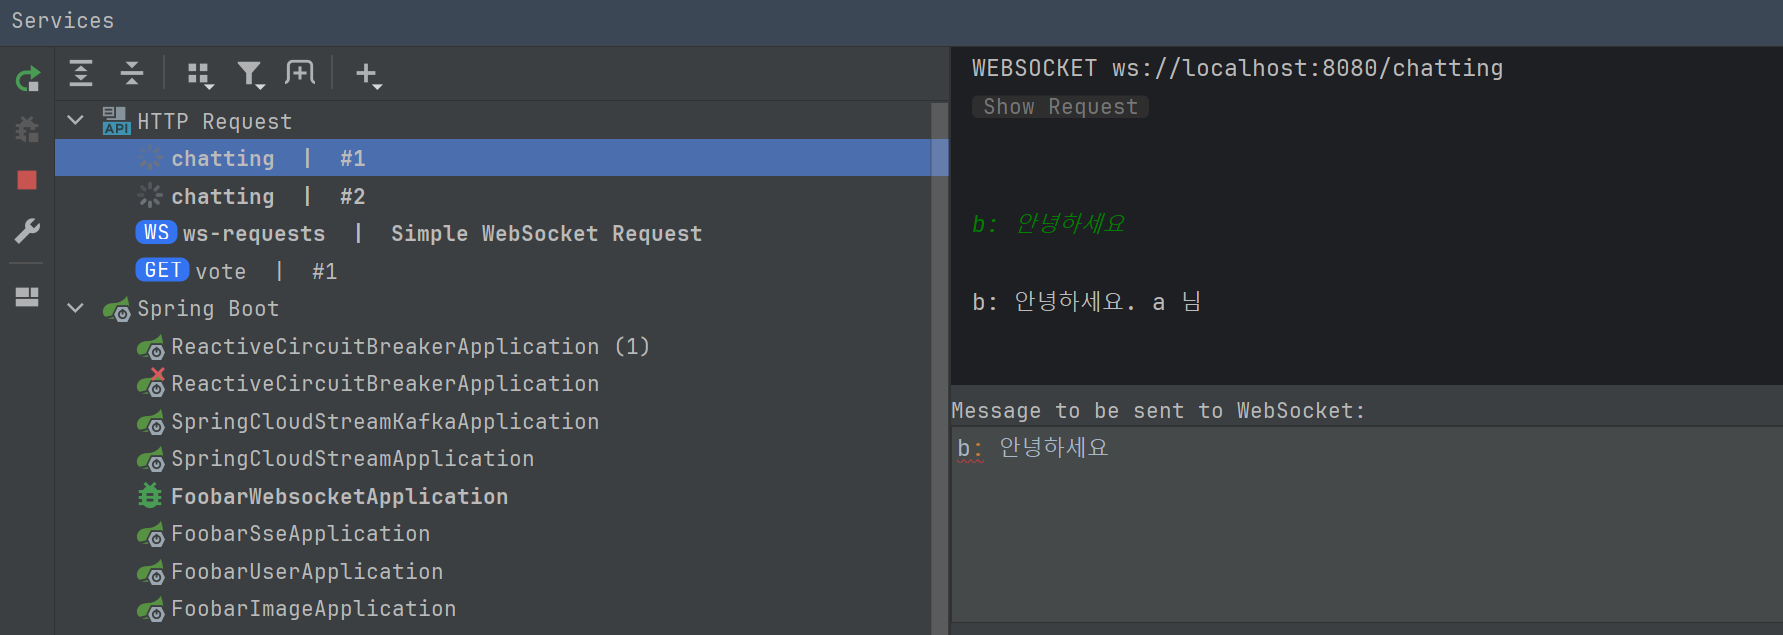 Services
HTTP Request
chatting | #1
chatting | #2
WS ws-requests | Simple WebSocket Request
GET vote | #1
Spring Boot
ReactiveCircuitBreakerApplication (1)
ReactiveCircuitBreakerApplication
SpringCloudStreamKafkaApplication
SpringCloudStreamApplication
FoobarWebsocketApplication
FoobarSseApplication
FoobarUserApplication
FoobarImageApplication
WEBSOCKET ws://localhost:8080/chatting
Show Request
b: 안녕하세요
b: 안녕하세요. a 님
Message to be sent to WebSocket:
b: 안녕하세요
API